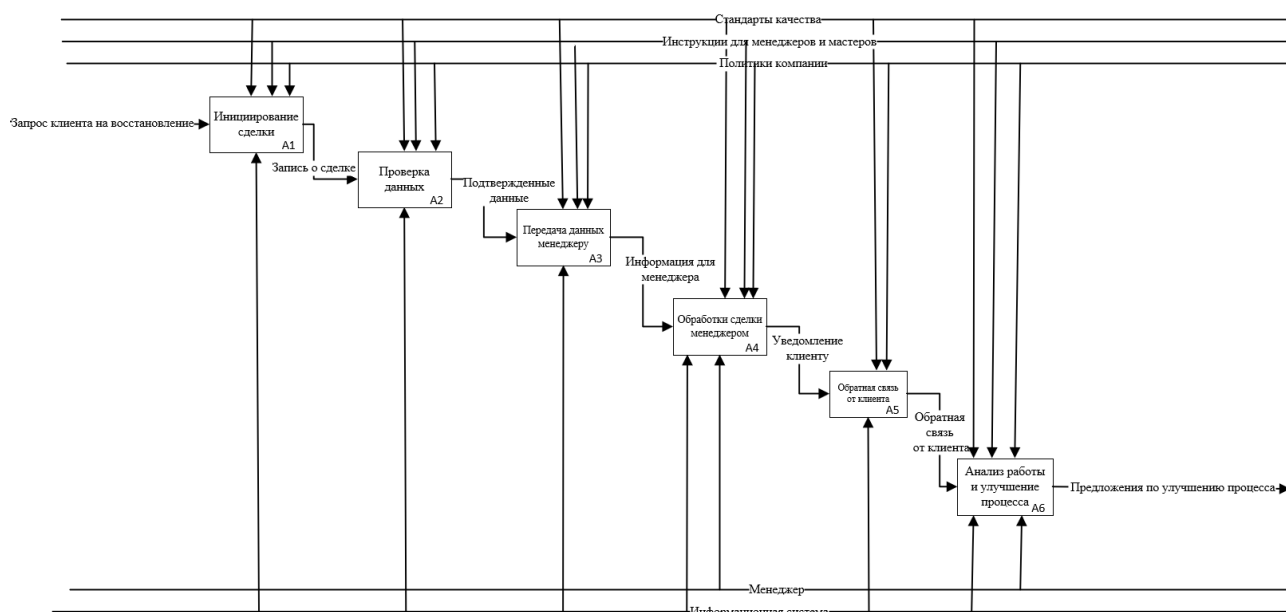 Стандарты качества
Инструкции для менеджеров и мастеров
Политики компании
Запрос клиента на восстановление
Инициирование
сделки
A1
Запись о сделке
Проверка
данных
A2
Подтвержденные
данные
Передача данных
менеджеру
A3
Информация для
менеджера
Обработки сделки
менеджером
A4
Уведомление
клиенту
Обратная связь
от клиента
A5
Обратная
связь
от клиента
Анализ работы
и улучшение
процесса
A6
Предложения по улучшению процесса
Менеджер
Информационная система